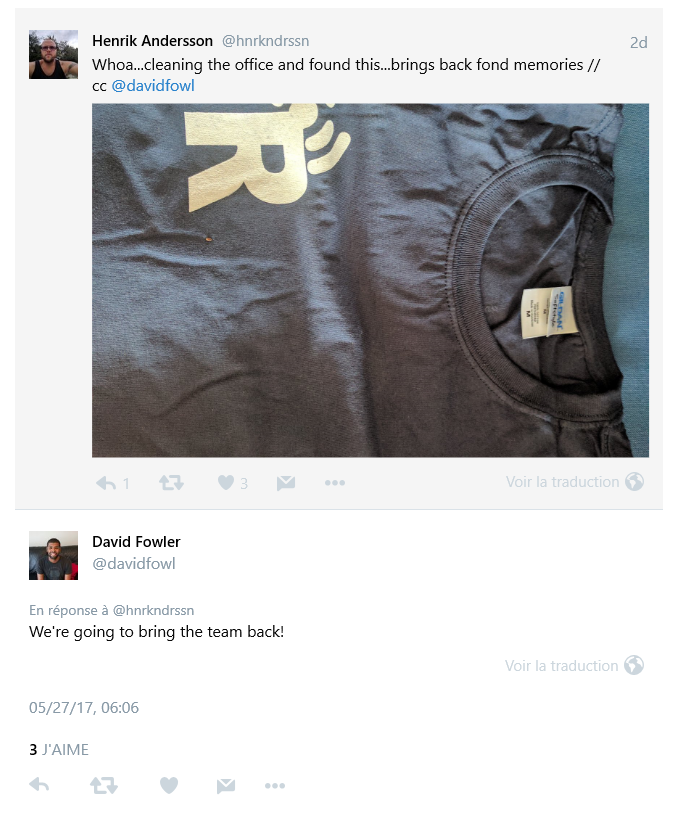 Henrik Andersson @hnrkndrssn 2d
Whoa...cleaning the office and found this...brings back fond memories //
cc @davidfowl
R
M
1
3
Voir la traduction
David Fowler
@davidfowl
En réponse à @hnrkndrssn
We're going to bring the team back!
Voir la traduction
05/27/17, 06:06
3 J'AIME